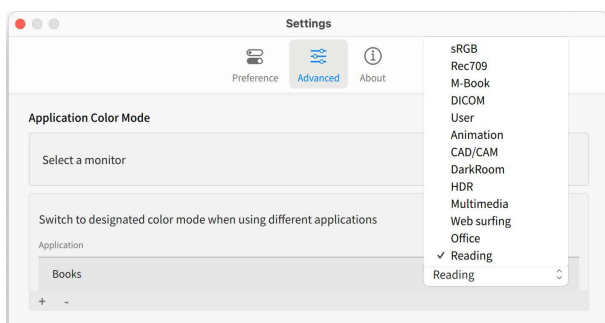 Settings
Preference
Advanced
About
Application Color Mode
Select a monitor
Switch to designated color mode when using different applications
Application
Books
+ -
sRGB
Rec709
M-Book
DICOM
User
Animation
CAD/CAM
DarkRoom
HDR
Multimedia
Web surfing
Office
✓ Reading
Reading